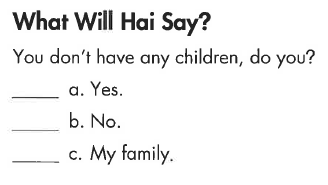 What Will Hai Say?
You don't have any children, do you?
_____ a. Yes.
_____ b. No.
_____ c. My family.